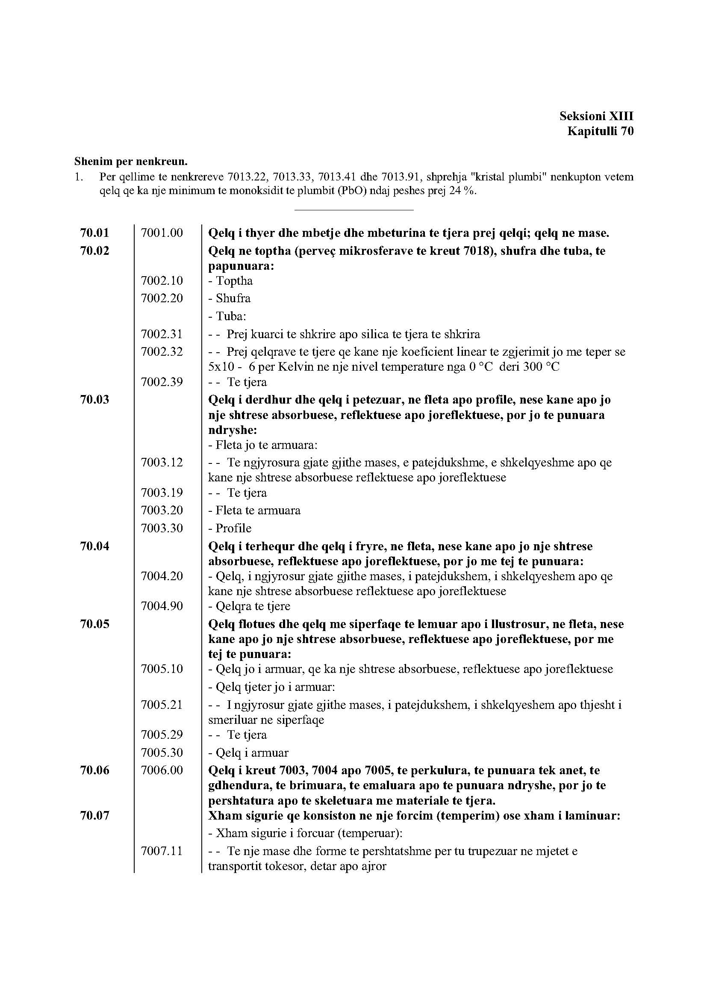 Seksioni XIII
Kapitulli 70
Shenim per nenkreun.
1. Per qellime te nenkrereve 7013.22, 7013.33, 7013.41 dhe 7013.91, shprehja "kristal plumbi" nenkupton vetem
qelq qe ka nje minimum te monoksidit te plumbit (PbO) ndaj peshes prej 24 %.
70.01 7001.00 Qelq i thyer dhe mbetje dhe mbeturina te tjera prej qelqi; qelq ne mase.
70.02 Qelq ne toptha (perveç mikrosferave te kreut 7018), shufra dhe tuba, te
papunuara:
7002.10 - Toptha
7002.20 - Shufra
- Tuba:
7002.31 - - Prej kuarci te shkrire apo silica te tjera te shkrira
7002.32 - - Prej qelqrave te tjere qe kane nje koeficient linear te zgjerimit jo me teper se
5x10 - 6 per Kelvin ne nje nivel temperature nga 0 °C deri 300 °C
7002.39 - - Te tjera
70.03 Qelq i derdhur dhe qelq i petezuar, ne fleta apo profile, nese kane apo jo
nje shtrese absorbuese, reflektuese apo joreflektuese, por jo te punuara
ndryshe:
- Fleta jo te armuara:
7003.12 - - Te ngjyrosura gjate gjithe mases, e patejdukshme, e shkelqyeshme apo qe
kane nje shtrese absorbuese reflektuese apo joreflektuese
7003.19 - - Te tjera
7003.20 - Fleta te armuara
7003.30 - Profile
70.04 Qelq i terhequr dhe qelq i fryre, ne fleta, nese kane apo jo nje shtrese
absorbuese, reflektuese apo joreflektuese, por jo me tej te punuara:
7004.20 - Qelq, i ngjyrosur gjate gjithe mases, i patejdukshem, i shkelqyeshem apo qe
kane nje shtrese absorbuese reflektuese apo joreflektuese
7004.90 - Qelqra te tjere
70.05 Qelq flotues dhe qelq me siperfaqe te lemuar apo i llustrosur, ne fleta, nese
kane apo jo nje shtrese absorbuese, reflektuese apo joreflektuese, por me
tej te punuara:
7005.10 - Qelq jo i armuar, qe ka nje shtrese absorbuese, reflektuese apo joreflektuese
- Qelq tjeter jo i armuar:
7005.21 - - I ngjyrosur gjate gjithe mases, i patejdukshem, i shkelqyeshem apo thjesht i
smeriluar ne siperfaqe
7005.29 - - Te tjera
7005.30 - Qelq i armuar
70.06 7006.00 Qelq i kreut 7003, 7004 apo 7005, te perkulura, te punuara tek anet, te
gdhendura, te brimuara, te emaluara apo te punuara ndryshe, por jo te
pershtatura apo te skeletuara me materiale te tjera.
70.07 Xham sigurie qe konsiston ne nje forcim (temperim) ose xham i laminuar:
- Xham sigurie i forcuar (temperuar):
7007.11 - - Te nje mase dhe forme te pershtatshme per tu trupezuar ne mjetet e
transportit tokesor, detar apo ajror